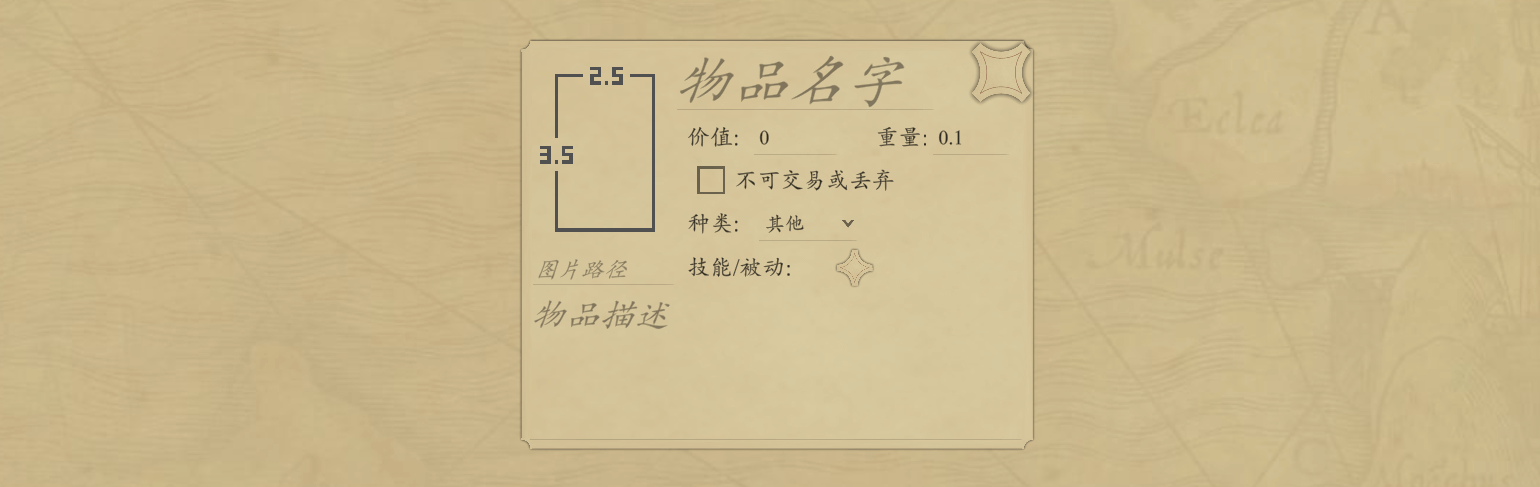 2.5
物品名字
价值: 0 重量: 0.1
3.5
不可交易或丢弃
种类: 其他
图片路径
技能/被动:
物品描述
Eclea
Mulse
A